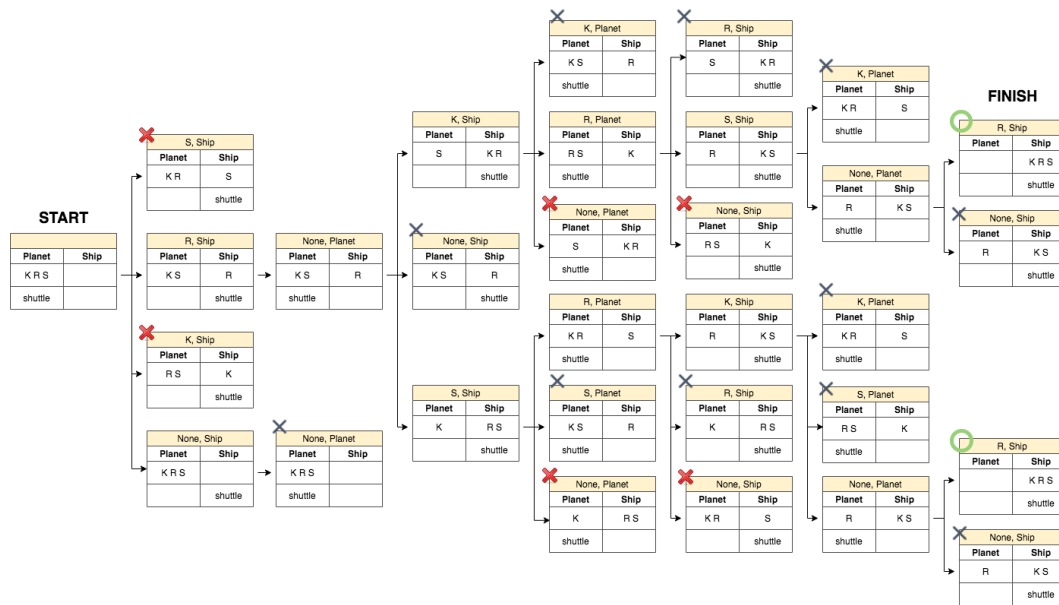 START
Planet Ship
K R S
shuttle
S, Ship
Planet Ship
K R S
shuttle
R, Ship
Planet Ship
K S R
shuttle
K, Ship
Planet Ship
R S K
shuttle
None, Ship
Planet Ship
K R S
shuttle
None, Planet
Planet Ship
K S R
shuttle
None, Planet
Planet Ship
K R S
shuttle
K, Ship
Planet Ship
S K R
shuttle
None, Ship
Planet Ship
K S R
shuttle
S, Ship
Planet Ship
K R S
shuttle
K, Planet
Planet Ship
K S R
shuttle
R, Planet
Planet Ship
R S K
shuttle
None, Planet
Planet Ship
S K R
shuttle
R, Planet
Planet Ship
K R S
shuttle
S, Planet
Planet Ship
K S R
shuttle
None, Planet
Planet Ship
K R S
shuttle
R, Ship
Planet Ship
S K R
shuttle
S, Ship
Planet Ship
R K S
shuttle
None, Ship
Planet Ship
R S K
shuttle
K, Ship
Planet Ship
R K S
shuttle
R, Ship
Planet Ship
K R S
shuttle
None, Ship
Planet Ship
K R S
shuttle
K, Planet
Planet Ship
K R S
shuttle
None, Planet
Planet Ship
R K S
shuttle
K, Planet
Planet Ship
K R S
shuttle
S, Planet
Planet Ship
R S K
shuttle
None, Planet
Planet Ship
R K S
shuttle
FINISH
R, Ship
Planet Ship
K R S
shuttle
None, Ship
Planet Ship
R K S
shuttle
R, Ship
Planet Ship
K R S
shuttle
None, Ship
Planet Ship
R K S
shuttle